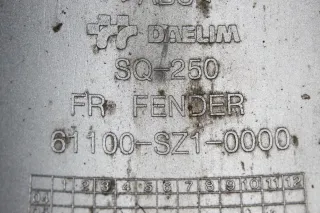 DAELIM
SQ-250
FR FENDER
61100-SZ1-0000
1 2 3 4 5 6 7 8 9 10 11 12